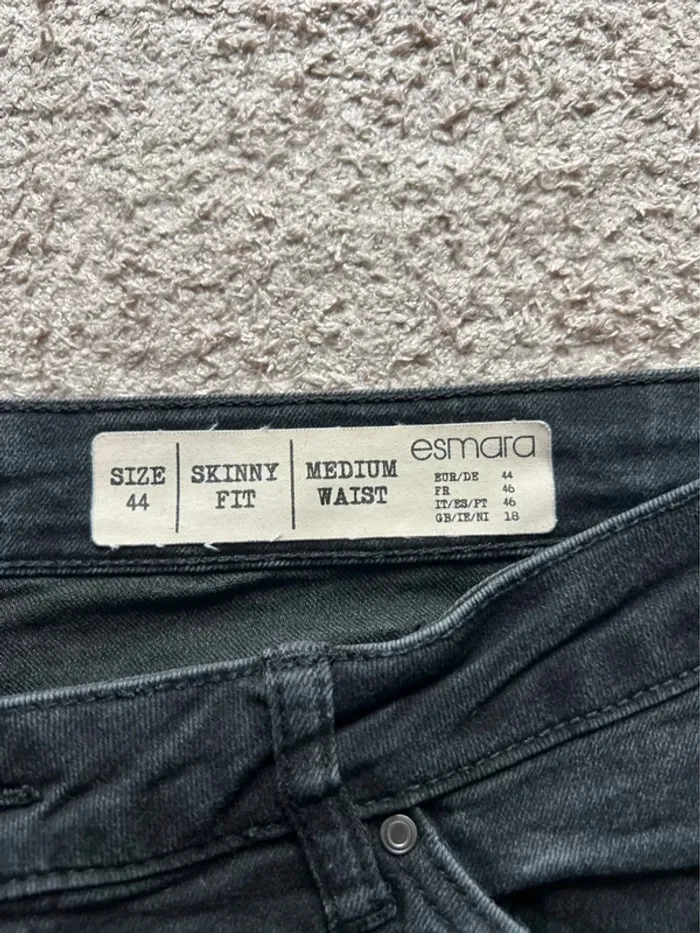 SIZE
44
SKINNY
FIT
MEDIUM
WAIST
esmara
EUR/DE 44
FR 46
IT/ES/PT 46
GB/IE/NI 18